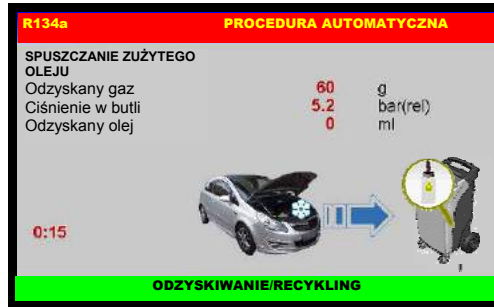 R134a PROCEDURA AUTOMATYCZNA
SPUSZCZANIE ZUŻYTEGO
OLEJU
Odzyskany gaz 60 g
Ciśnienie w butli 5.2 bar(rel)
Odzyskany olej 0 ml
0:15
ODZYSKIWANIE/RECYKLING